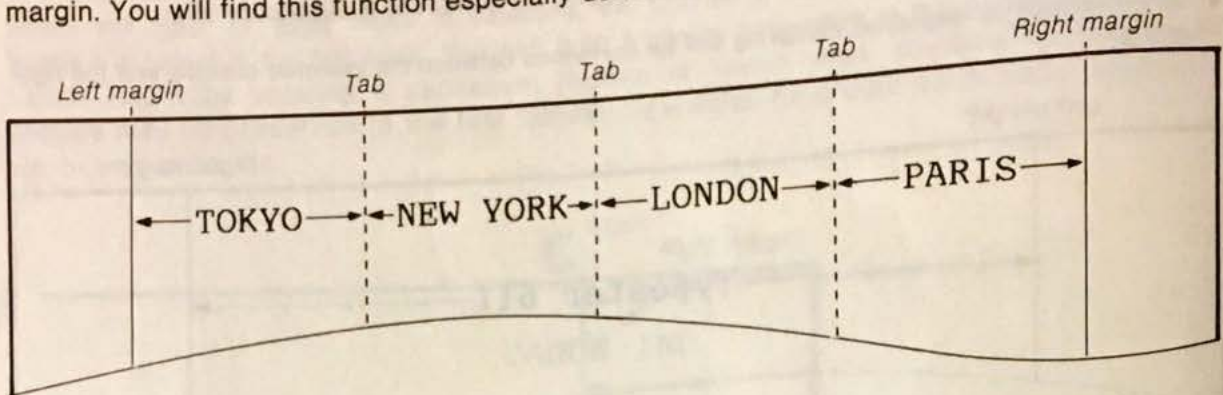 margin. You will find this function especially
Left margin Tab Tab Tab Right margin
TOKYO NEW YORK LONDON PARIS